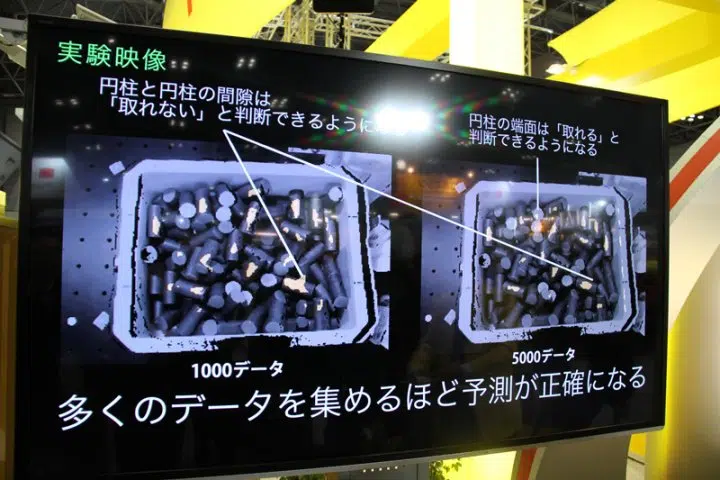 実験映像
円柱と円柱の間隙は
「取れない」と判断できるように
円柱の端面は「取れる」と
判断できるようになる
1000データ
5000データ
多くのデータを集めるほど予測が正確になる